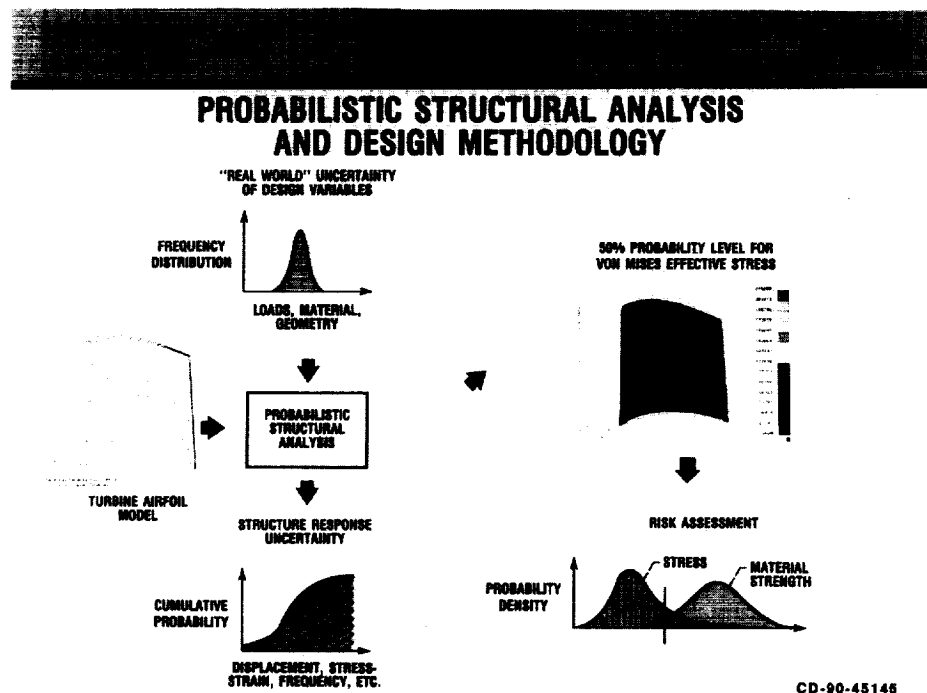 PROBABILISTIC STRUCTURAL ANALYSIS
AND DESIGN METHODOLOGY
"REAL WORLD" UNCERTAINTY
OF DESIGN VARIABLES
FREQUENCY
DISTRIBUTION
LOADS, MATERIAL,
GEOMETRY
TURBINE AIRFOIL
MODEL
PROBABILISTIC
STRUCTURAL
ANALYSIS
STRUCTURE RESPONSE
UNCERTAINTY
CUMULATIVE
PROBABILITY
DISPLACEMENT, STRESS-
STRAIN, FREQUENCY, ETC.
50% PROBABILITY LEVEL FOR
VON MISES EFFECTIVE STRESS
RISK ASSESSMENT
PROBABILITY
DENSITY
STRESS
MATERIAL
STRENGTH
CD-90-45146